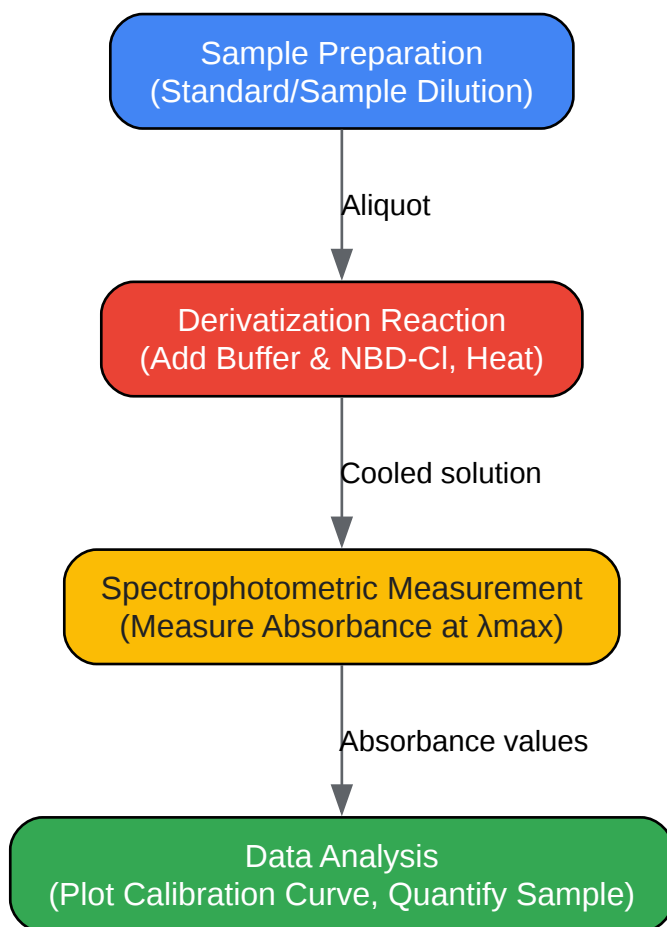 Sample Preparation
(Standard/Sample Dilution)
Aliquot
Derivatization Reaction
(Add Buffer & NBD-Cl, Heat)
Cooled solution
Spectrophotometric Measurement
(Measure Absorbance at λmax)
Absorbance values
Data Analysis
(Plot Calibration Curve, Quantify Sample)